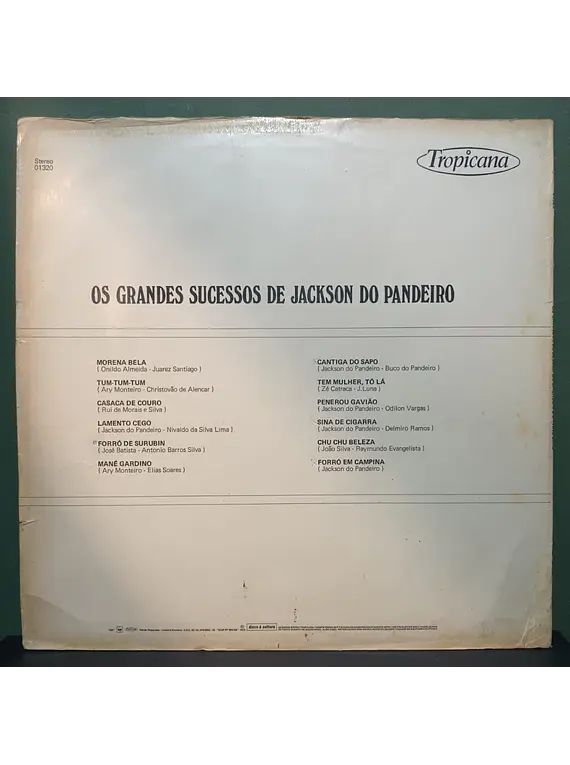 Stereo
01320
Tropicana
OS GRANDES SUCESSOS DE JACKSON DO PANDEIRO
MORENA BELA
( Onildo Almeida - Juarez Santiago )
TUM-TUM-TUM
( Ary Monteiro - Christovão de Alencar )
CASACA DE COURO
( Rui de Morais e Silva )
LAMENTO CEGO
( Jackson do Pandeiro - Nivaldo da Silva Lima )
FORRÓ DE SURUBIN
( José Batista - Antonio Barros Silva )
MANÉ GARDINO
( Ary Monteiro - Elias Soares )
CANTIGA DO SAPO
( Jackson do Pandeiro - Buco do Pandeiro )
TEM MULHER, TÔ LÁ
( Zé Catraca - J.Luna )
PENEROU GAVIÃO
( Jackson do Pandeiro - Odilon Vargas )
SINA DE CIGARRA
( Jackson do Pandeiro - Delmiro Ramos )
CHU CHU BELEZA
( João Silva - Raymundo Evangelista )
FORRÓ EM CAMPINA
( Jackson do Pandeiro )
disco é cultura